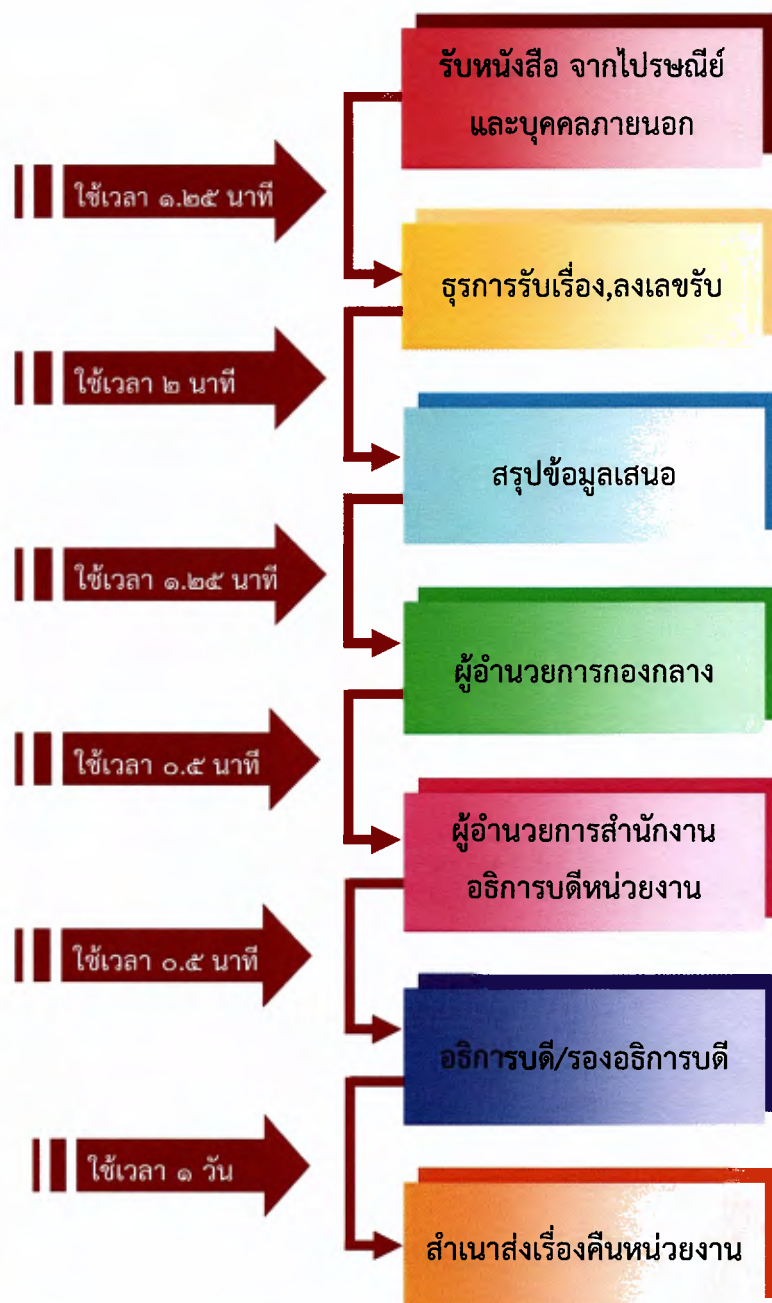 รับหนังสือ จากไปรษณีย์
และบุคคลภายนอก
ใช้เวลา ๑.๒๕ นาที
ธุรการรับเรื่อง,ลงเลขรับ
ใช้เวลา ๒ นาที
สรุปข้อมูลเสนอ
ใช้เวลา ๑.๒๕ นาที
ผู้อำนวยการกองกลาง
ใช้เวลา ๐.๕ นาที
ผู้อำนวยการสำนักงาน
อธิการบดีหน่วยงาน
ใช้เวลา ๐.๕ นาที
อธิการบดี/รองอธิการบดี
ใช้เวลา ๑ วัน
สำเนาส่งเรื่องคืนหน่วยงาน